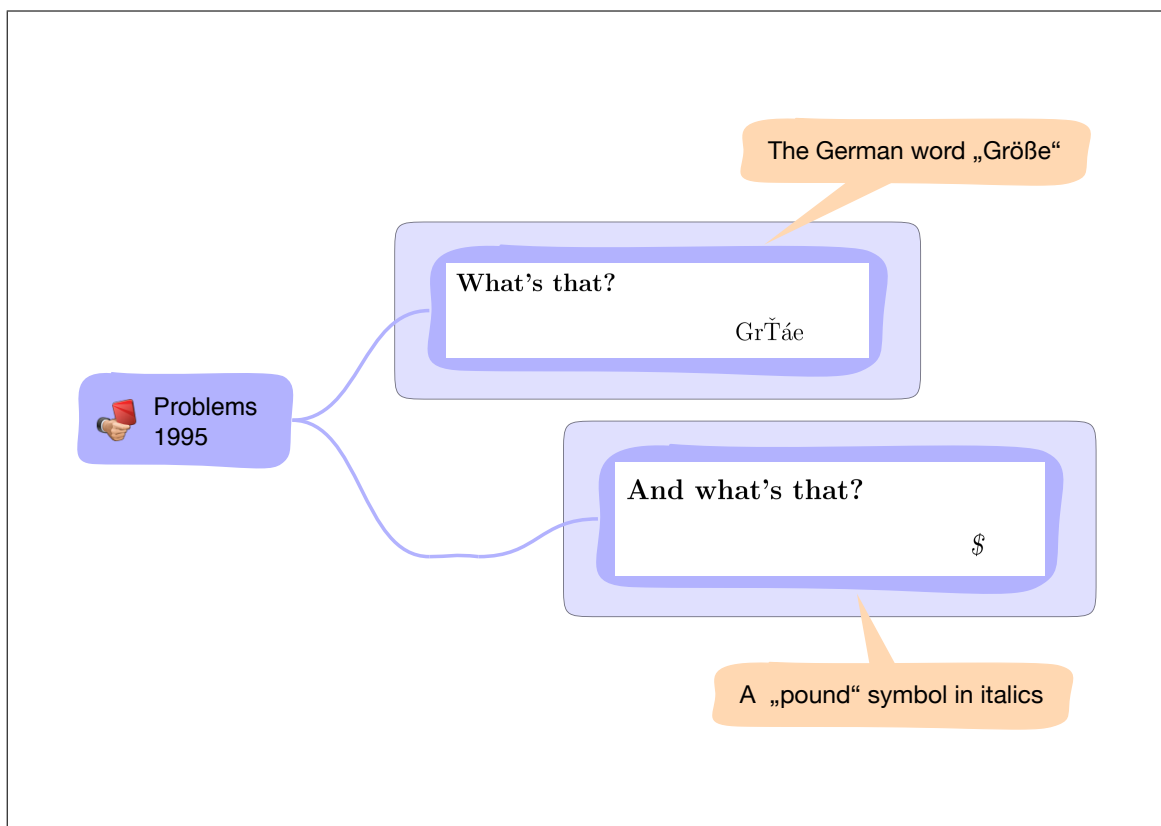 The German word „Größe“
What's that?
GrŤáe
Problems
1995
And what's that?
$
A „pound“ symbol in italics